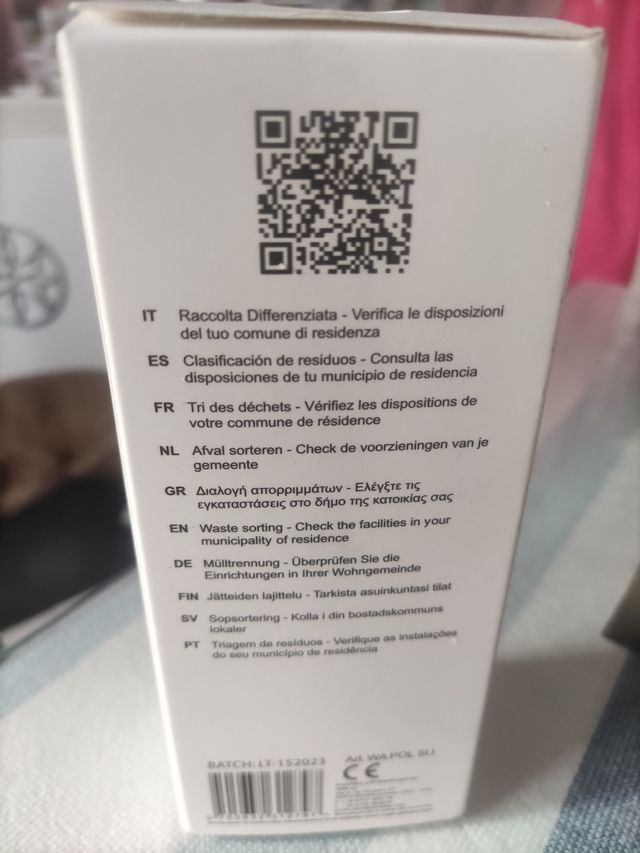 IT Raccolta Differenziata - Verifica le disposizioni
del tuo comune di residenza
ES Clasificación de residuos - Consulta las
disposiciones de tu municipio de residencia
FR Tri des déchets - Vérifiez les dispositions de
votre commune de résidence
NL Afval sorteren - Check de voorzieningen van je
gemeente
GR Διαλογή απορριμμάτων - Ελέγξτε τις
εγκαταστάσεις στο δήμο της κατοικίας σας
EN Waste sorting - Check the facilities in your
municipality of residence
DE Mülltrennung - Überprüfen Sie die
Einrichtungen in Ihrer Wohngemeinde
FIN Jätteiden lajittelu - Tarkista asuinkuntasi tilat
SV Sopsortering - Kolla i din bostadskommuns
lokaler
PT Triagem de resíduos - Verifique as instalações
do seu município de residência
BATCH: LT-152023
Art. WA POL SU
CE